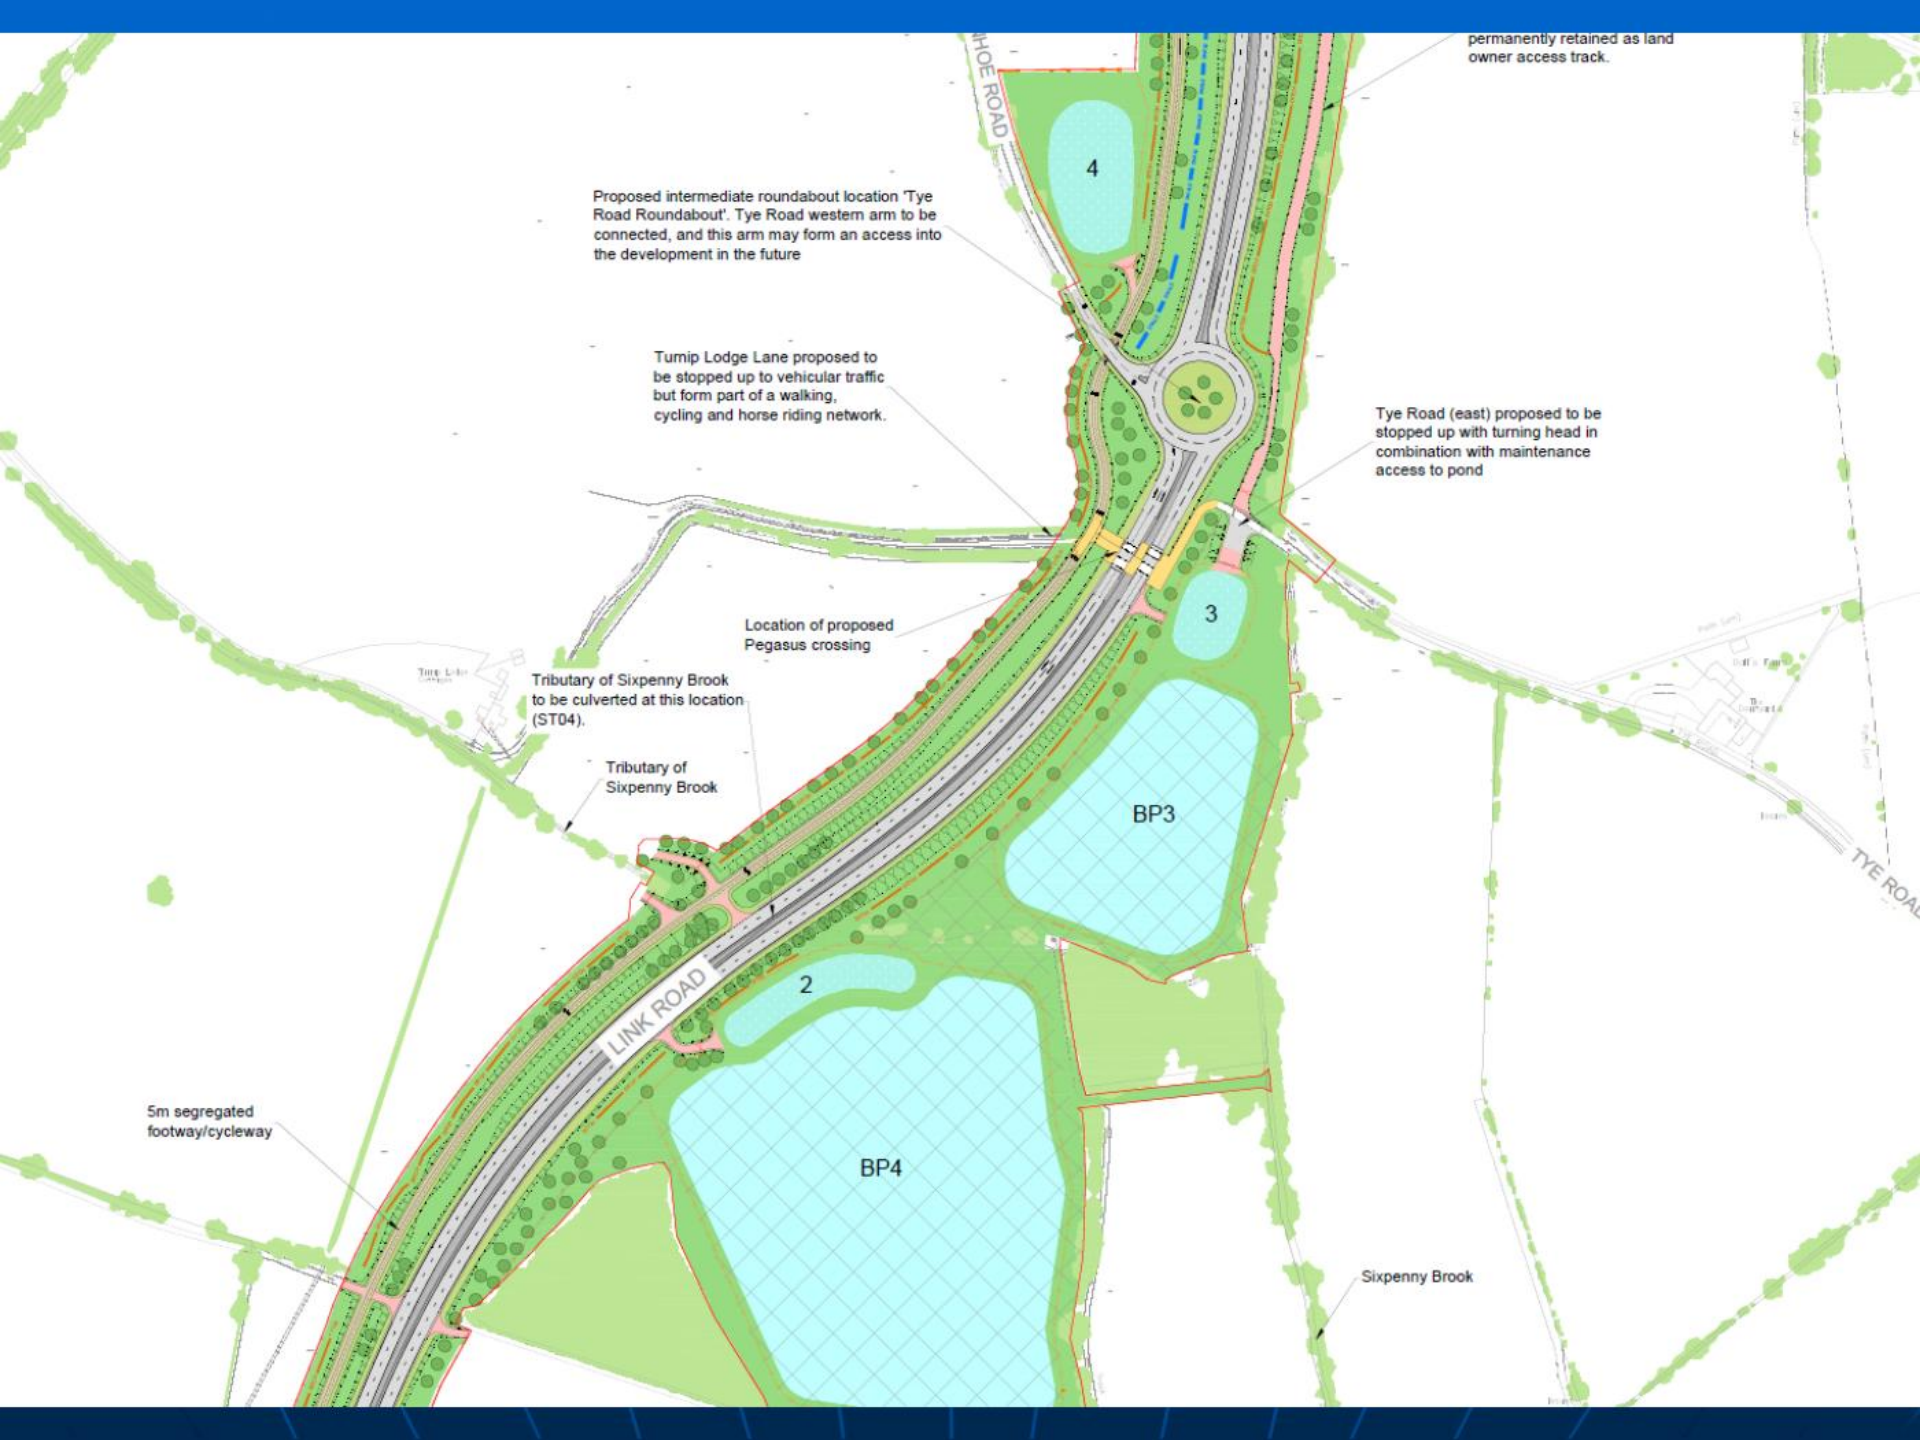 permanently retained as land
owner access track.
HOE ROAD
4
Proposed intermediate roundabout location 'Tye
Road Roundabout'. Tye Road western arm to be
connected, and this arm may form an access into
the development in the future
Turnip Lodge Lane proposed to
be stopped up to vehicular traffic
but form part of a walking,
cycling and horse riding network.
Tye Road (east) proposed to be
stopped up with turning head in
combination with maintenance
access to pond
3
Location of proposed
Pegasus crossing
Tributary of Sixpenny Brook
to be culverted at this location
(ST04).
Tributary of
Sixpenny Brook
BP3
TYE ROAD
2
LINK ROAD
5m segregated
footway/cycleway
BP4
Sixpenny Brook